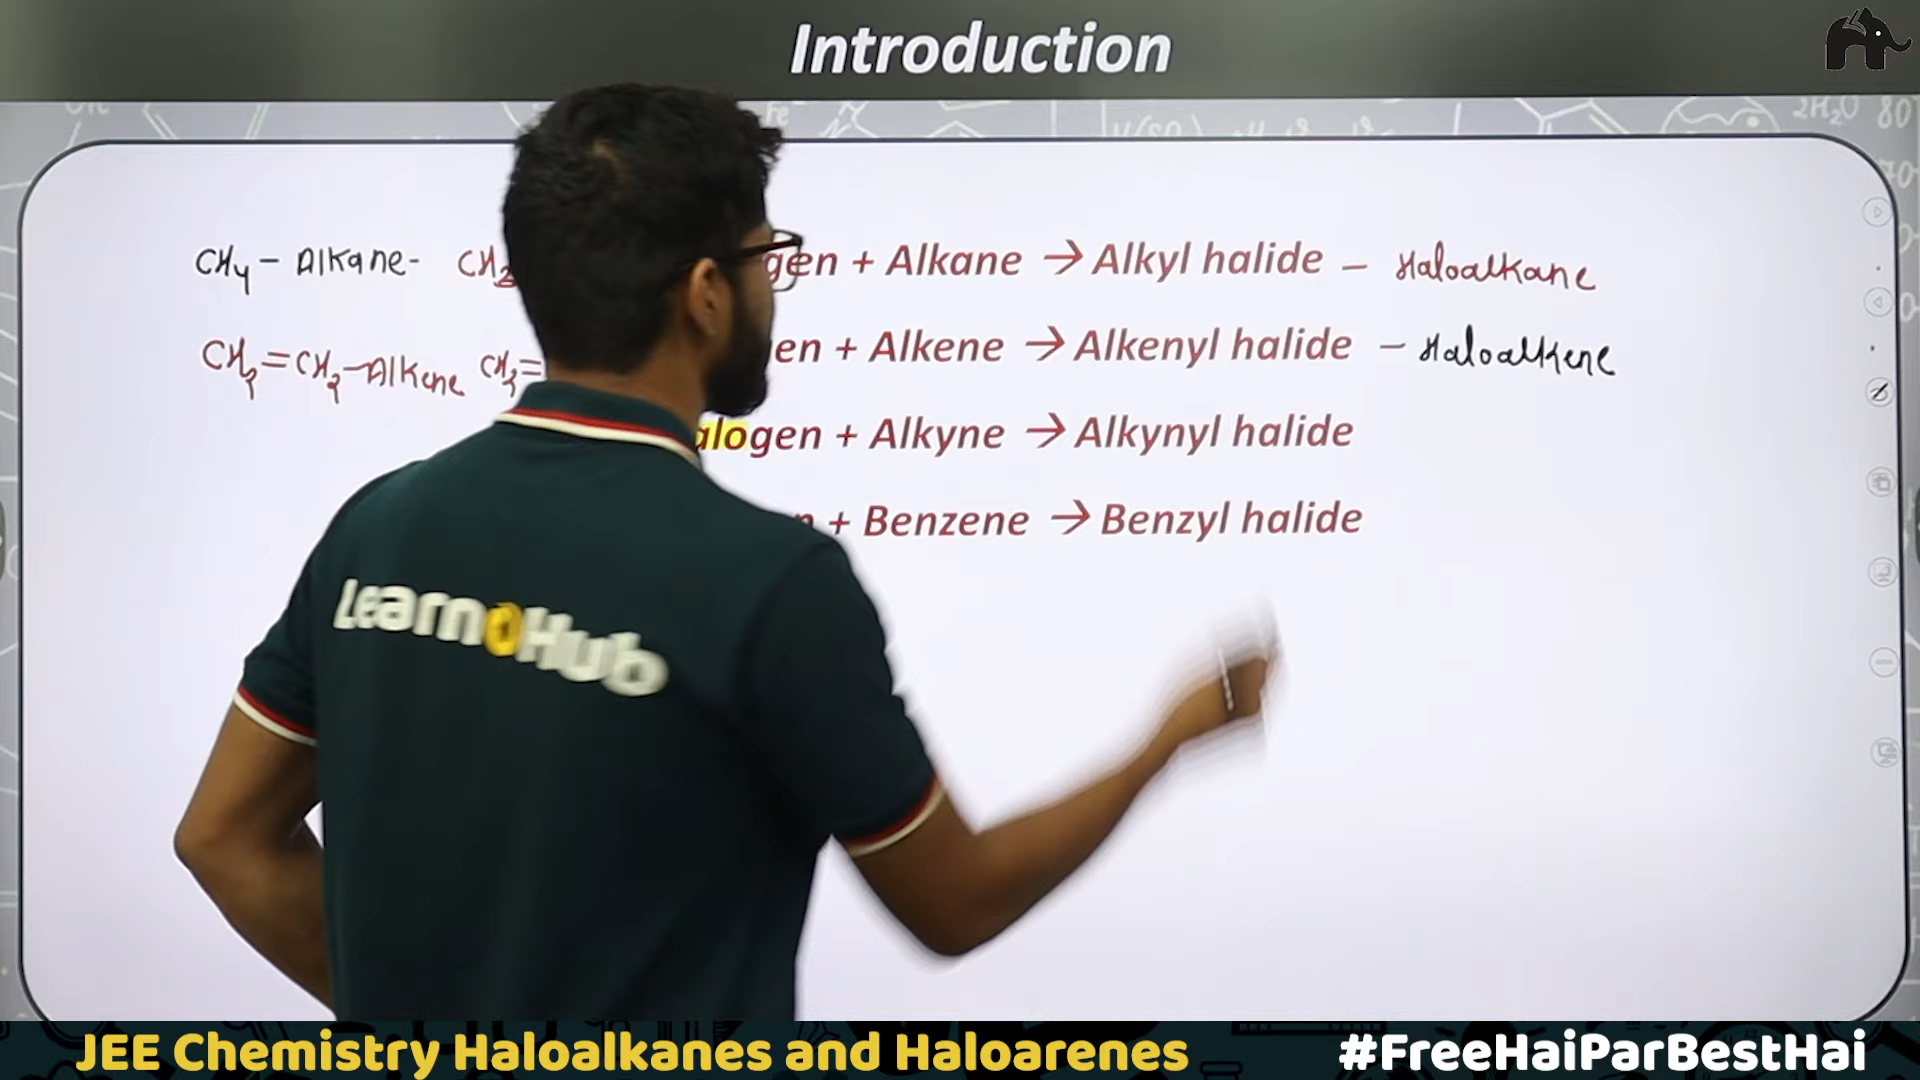 Introduction
CH4 - Alkane- CH3 gen + Alkane → Alkyl halide - Haloalkane
CH2=CH2-Alkene CH2= en + Alkene → Alkenyl halide - Haloalkene
alogen + Alkyne → Alkynyl halide
n + Benzene → Benzyl halide
Learn Hub
JEE Chemistry Haloalkanes and Haloarenes #FreeHaiParBestHai